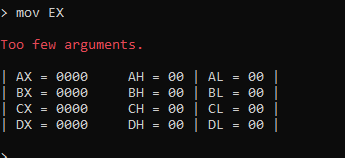 > mov EX
Too few arguments.
| AX = 0000     AH = 00 | AL = 00 |
| BX = 0000     BH = 00 | BL = 00 |
| CX = 0000     CH = 00 | CL = 00 |
| DX = 0000     DH = 00 | DL = 00 |
>